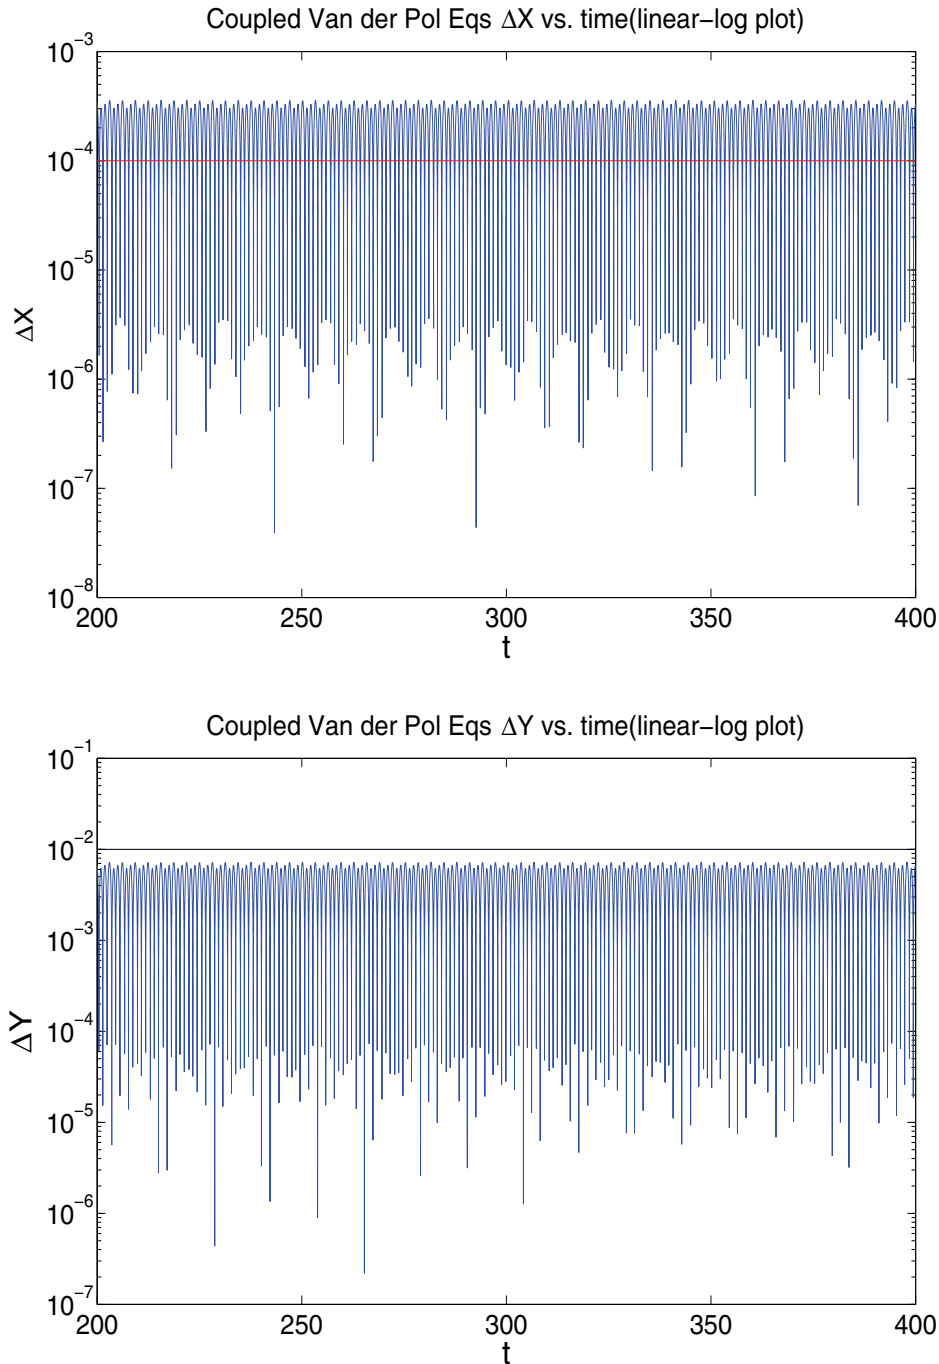 Coupled Van der Pol Eqs ΔX vs. time(linear−log plot)
10−3
10−4
10−5
10−6
10−7
10−8
ΔX
200 250 300 350 400
t
Coupled Van der Pol Eqs ΔY vs. time(linear−log plot)
10−1
10−2
10−3
10−4
10−5
10−6
10−7
ΔY
200 250 300 350 400
t